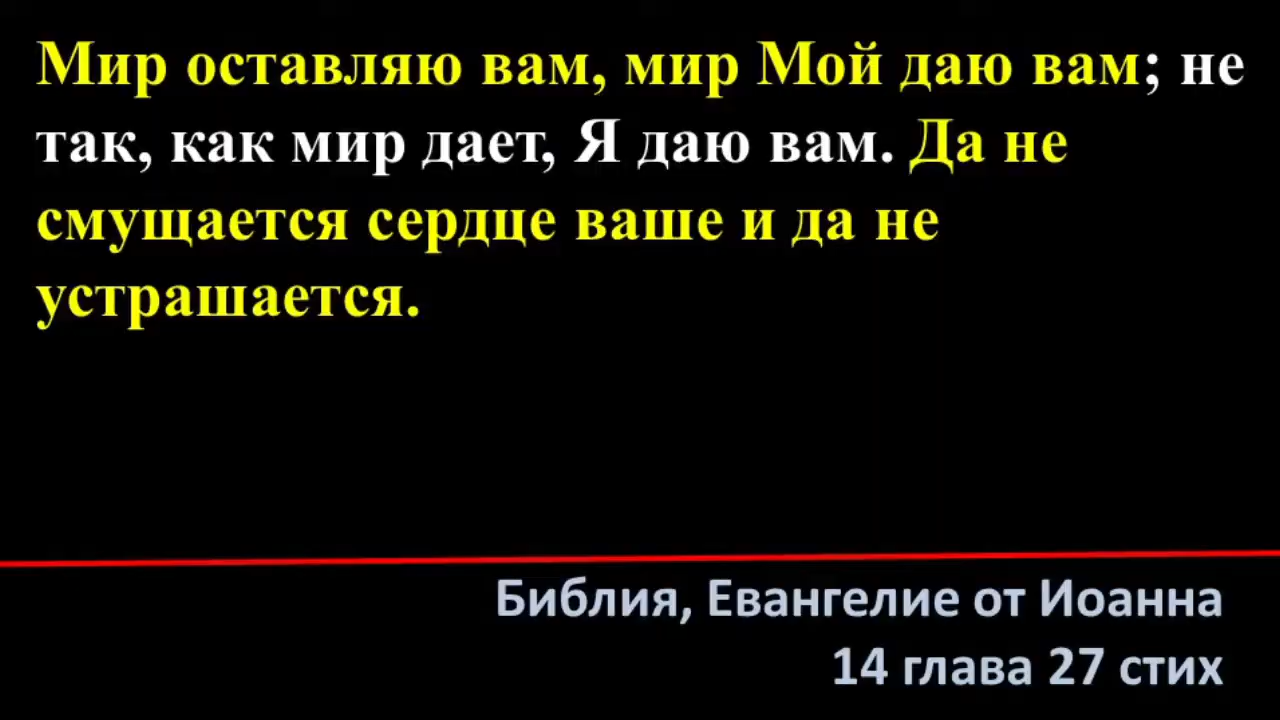 Мир оставляю вам, мир Мой даю вам; не
так, как мир дает, Я даю вам. Да не
смущается сердце ваше и да не
устрашается.
Библия, Евангелие от Иоанна
14 глава 27 стих